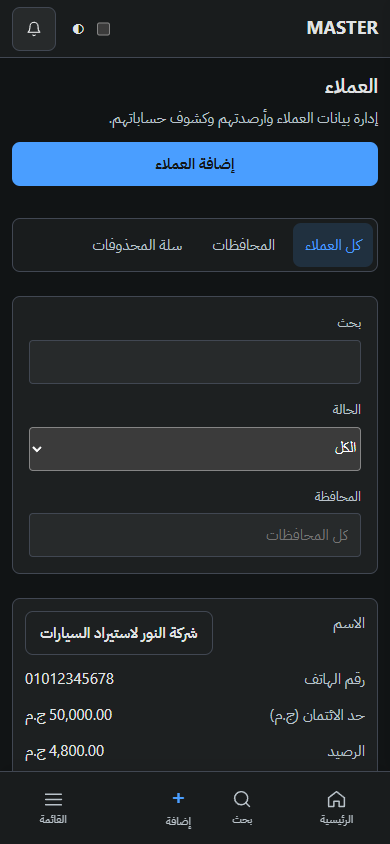 MASTER
العملاء
إدارة بيانات العملاء وأرصدتهم وكشوف حساباتهم.
إضافة العملاء
كل العملاء
المحافظات
سلة المحذوفات
بحث
الحالة
الكل
المحافظة
كل المحافظات
الاسم
شركة النور لاستيراد السيارات
رقم الهاتف
01012345678
حد الائتمان (ج.م)
50,000.00 ج.م
الرصيد
4,800.00 ج.م
الرئيسية
بحث
إضافة
القائمة